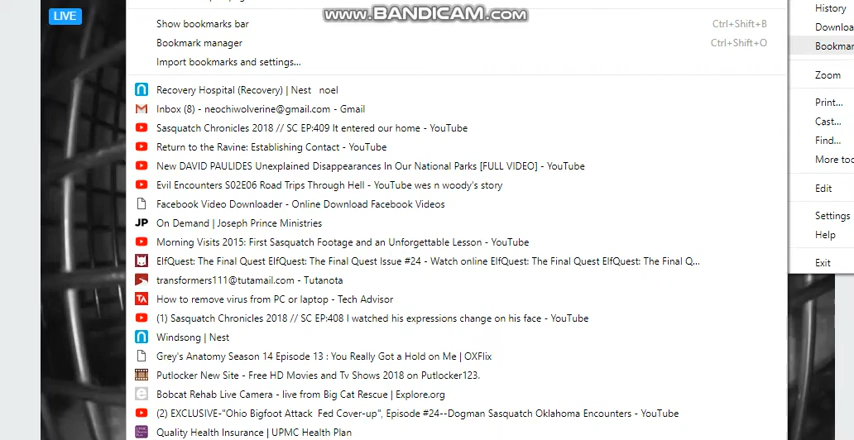 www.BANDICAM.com
LIVE
Show bookmarks bar Ctrl+Shift+B
Bookmark manager Ctrl+Shift+O
Import bookmarks and settings...
Recovery Hospital (Recovery) | Nest noel
Inbox (8) - neochiwolverine@gmail.com - Gmail
Sasquatch Chronicles 2018 // SC EP:409 It entered our home - YouTube
Return to the Ravine: Establishing Contact - YouTube
New DAVID PAULIDES Unexplained Disappearances In Our National Parks [FULL VIDEO] - YouTube
Evil Encounters S02E06 Road Trips Through Hell - YouTube wes n woody's story
Facebook Video Downloader - Online Download Facebook Videos
JP On Demand | Joseph Prince Ministries
Morning Visits 2015: First Sasquatch Footage and an Unforgettable Lesson - YouTube
ElfQuest: The Final Quest ElfQuest: The Final Quest Issue #24 - Watch online ElfQuest: The Final Quest ElfQuest: The Final Q...
transformers111@tutamail.com - Tutanota
TA How to remove virus from PC or laptop - Tech Advisor
(1) Sasquatch Chronicles 2018 // SC EP:408 I watched his expressions change on his face - YouTube
Windsong | Nest
Grey's Anatomy Season 14 Episode 13 : You Really Got a Hold on Me | OXFlix
Putlocker New Site - Free HD Movies and Tv Shows 2018 on Putlocker123.
e Bobcat Rehab Live Camera - live from Big Cat Rescue | Explore.org
(2) EXCLUSIVE-"Ohio Bigfoot Attack Fed Cover-up", Episode #24--Dogman Sasquatch Oklahoma Encounters - YouTube
Quality Health Insurance | UPMC Health Plan
History
Downloa
Bookmar
Zoom
Print...
Cast...
Find...
More too
Edit
Settings
Help
Exit